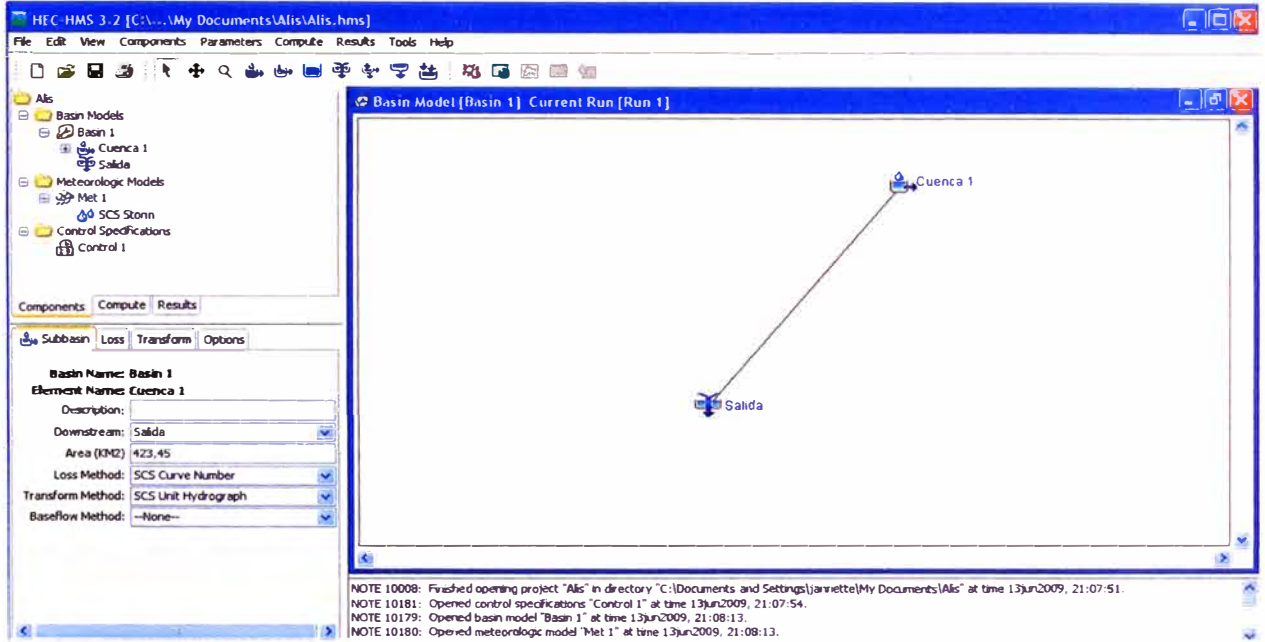 HEC-HMS 3.2 [C:\...\My Documents\Alis\Alis.hms]
File Edit View Components Parameters Compute Results Tools Help
Alis
Basin Models
Basin 1
Cuenca 1
Salida
Meteorologic Models
Met 1
SCS Storm
Control Specifications
Control 1
Components Compute Results
Subbasin Loss Transform Options
Basin Name: Basin 1
Element Name: Cuenca 1
Description:
Downstream: Salida
Area (KM2) 423,45
Loss Method: SCS Curve Number
Transform Method: SCS Unit Hydrograph
Baseflow Method: --None--
Basin Model [Basin 1] Current Run [Run 1]
Cuenca 1
Salida
NOTE 10008: Finished opening project "Alis" in directory "C:\Documents and Settings\jannette\My Documents\Alis" at time 13jun2009, 21:07:51.
NOTE 10181: Opened control specifications "Control 1" at time 13jun2009, 21:07:54.
NOTE 10179: Opened basin model "Basin 1" at time 13jun2009, 21:08:13.
NOTE 10180: Opened meteorologic model "Met 1" at time 13jun2009, 21:08:13.